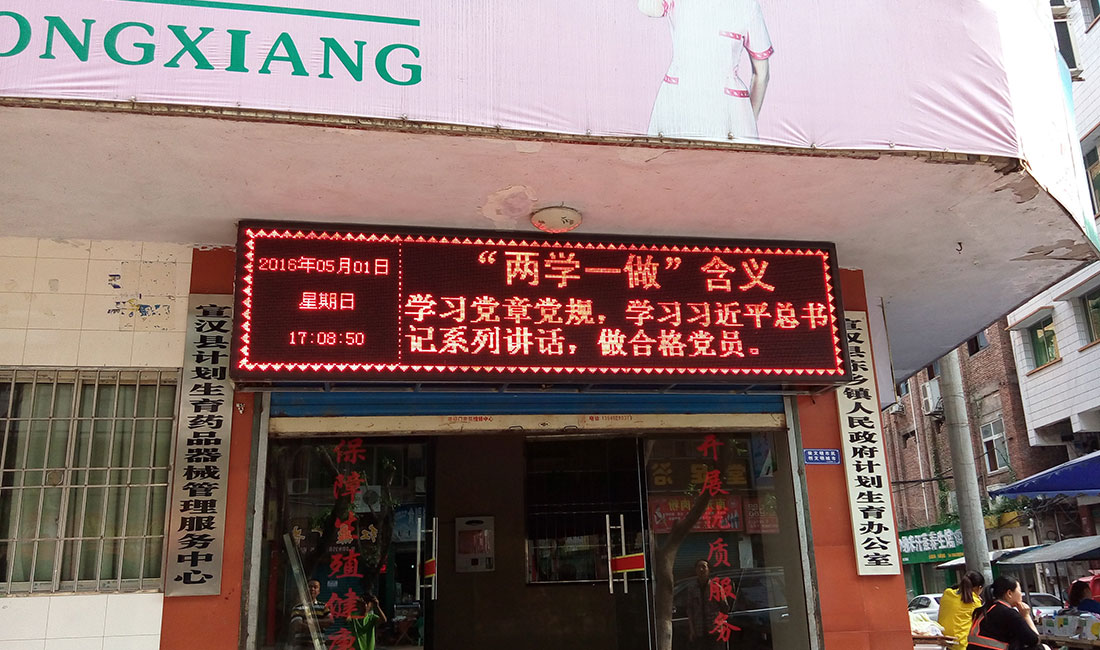 ONGXIANG
2016年05月01日
星期日
17:08:50
“两学一做”含义
学习党章党规，学习习近平总书
记系列讲话，做合格党员。
宣汉县计划生育药品器械管理服务中心
宣汉县东乡镇人民政府计划生育办公室
保障生殖健康
开展优质服务